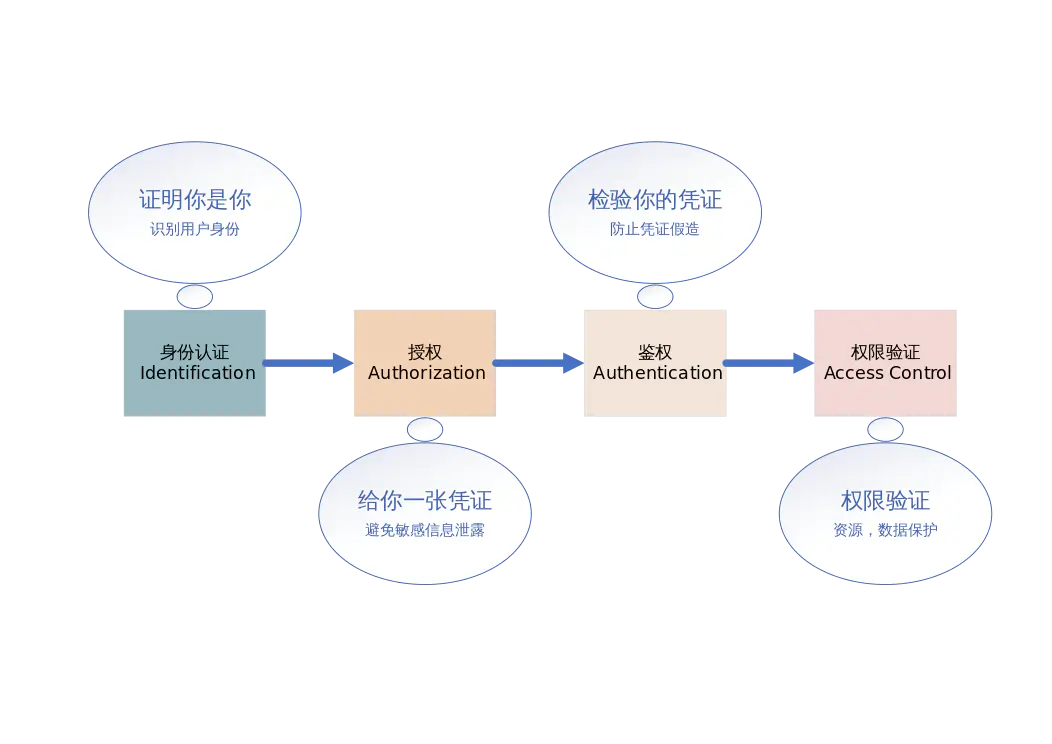 证明你是你
识别用户身份
检验你的凭证
防止凭证假造
身份认证
Identification
授权
Authorization
鉴权
Authentication
权限验证
Access Control
给你一张凭证
避免敏感信息泄露
权限验证
资源，数据保护